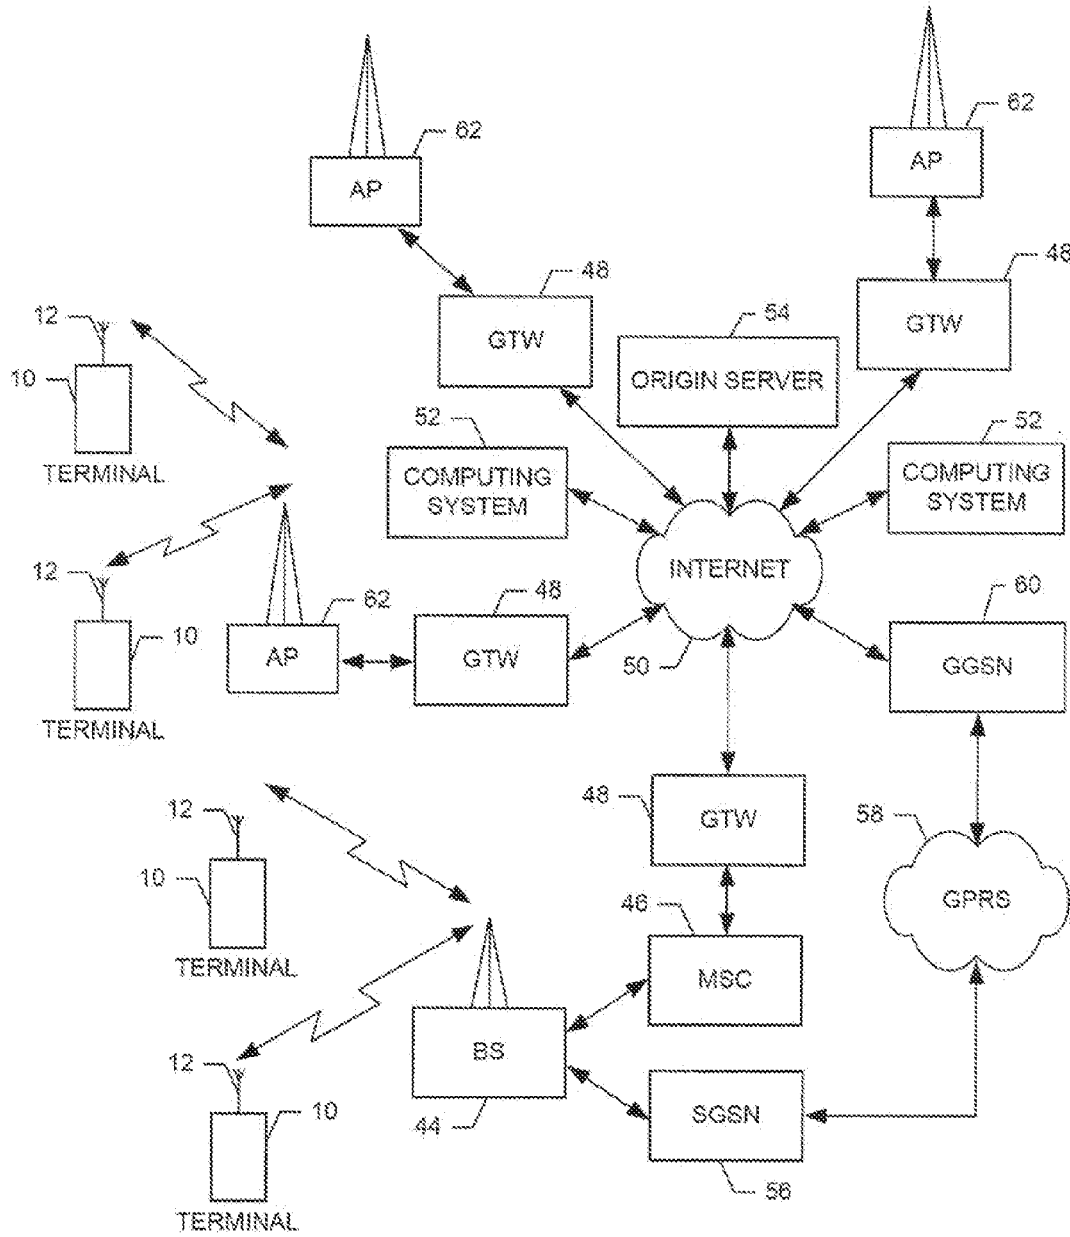 62
AP
62
AP
48
GTW
48
GTW
54
ORIGIN SERVER
12
10
TERMINAL
52
COMPUTING
SYSTEM
52
COMPUTING
SYSTEM
INTERNET
50
12
10
TERMINAL
62
AP
48
GTW
60
GGSN
48
GTW
58
GPRS
12
10
TERMINAL
46
MSC
BS
44
SGSN
56
12
10
TERMINAL